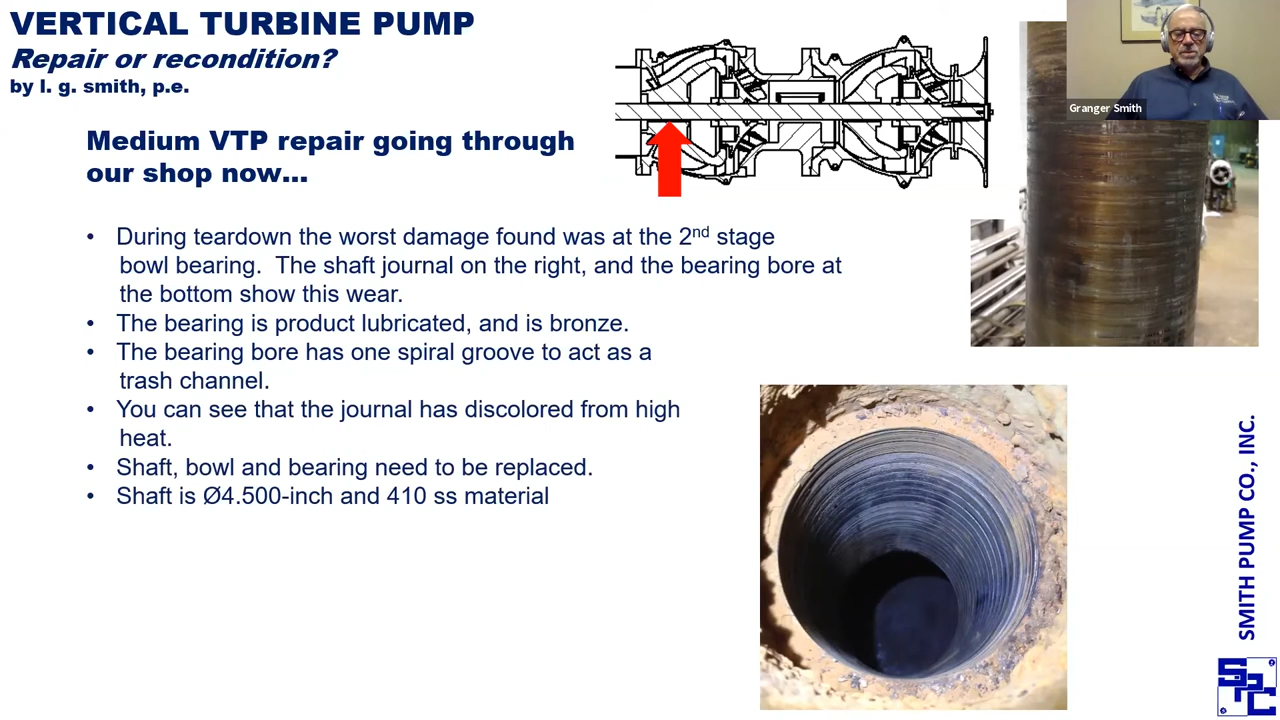 VERTICAL TURBINE PUMP
Repair or recondition?
by l. g. smith, p.e.
Granger Smith
Medium VTP repair going through
our shop now...
• During teardown the worst damage found was at the 2nd stage
bowl bearing. The shaft journal on the right, and the bearing bore at
the bottom show this wear.
• The bearing is product lubricated, and is bronze.
• The bearing bore has one spiral groove to act as a
trash channel.
• You can see that the journal has discolored from high
heat.
• Shaft, bowl and bearing need to be replaced.
• Shaft is Ø4.500-inch and 410 ss material
SMITH PUMP CO., INC.
SPC